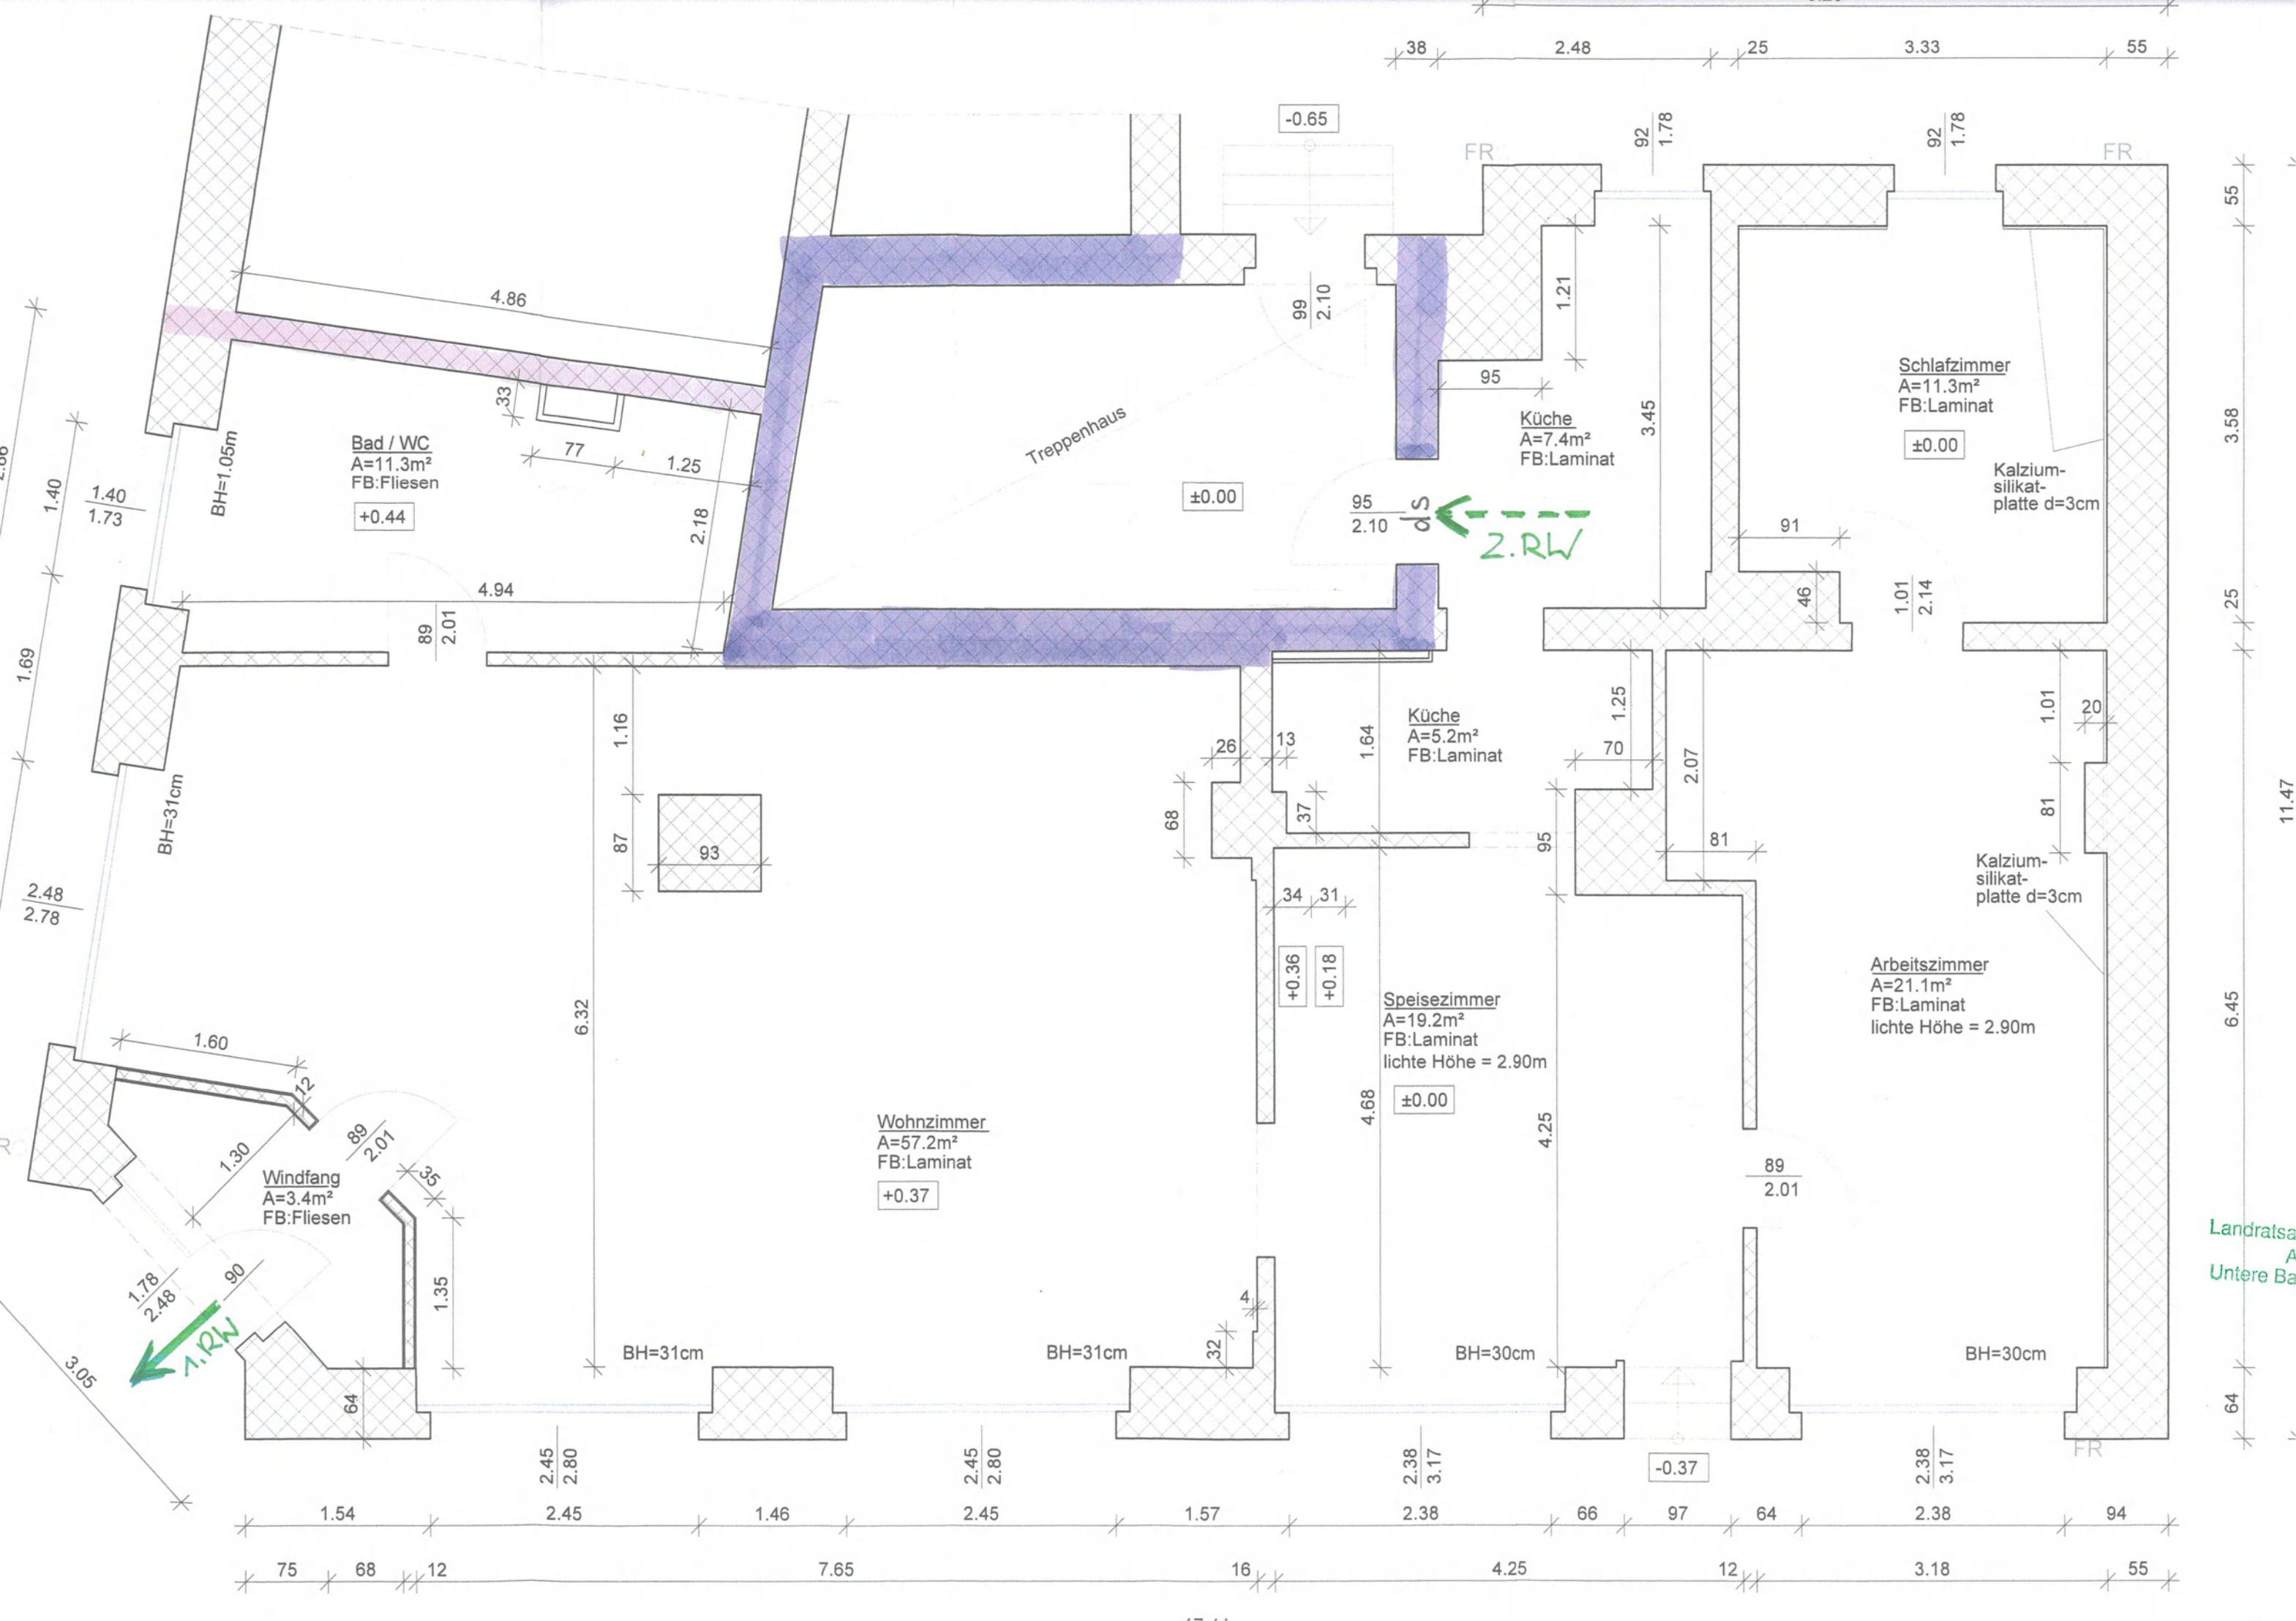 38
2.48
25
3.33
55
-0.65
92
1.78
92
1.78
FR
FR
55
4.86
99
2.10
1.21
95
3.45
Küche
A=7.4m²
FB:Laminat
Schlafzimmer
A=11.3m²
FB:Laminat
±0.00
3.58
Kalzium-
silikat-
platte d=3cm
33
77
1.25
Bad / WC
A=11.3m²
FB:Fliesen
+0.44
BH=1.05m
1.40
1.40
1.73
2.18
Treppenhaus
±0.00
95
2.10
ds
2.RW
91
46
1.01
2.14
25
4.94
89
2.01
1.69
1.16
26
13
1.64
Küche
A=5.2m²
FB:Laminat
1.25
70
2.07
1.01
20
BH=31cm
87
93
68
37
95
81
81
11.47
2.48
2.78
34
31
Kalzium-
silikat-
platte d=3cm
+0.36
+0.18
6.32
Speisezimmer
A=19.2m²
FB:Laminat
lichte Höhe = 2.90m
±0.00
Arbeitszimmer
A=21.1m²
FB:Laminat
lichte Höhe = 2.90m
6.45
1.60
12
4.68
4.25
Wohnzimmer
A=57.2m²
FB:Laminat
+0.37
1.30
89
2.01
35
Windfang
A=3.4m²
FB:Fliesen
89
2.01
1.78
2.48
90
1.35
1.RW
Untere
4
32
3.05
BH=31cm
BH=31cm
BH=30cm
BH=30cm
64
64
FR
2.45
2.80
2.45
2.80
2.38
3.17
-0.37
2.38
3.17
1.54
2.45
1.46
2.45
1.57
2.38
66
97
64
2.38
94
75
68
12
7.65
16
4.25
12
3.18
55